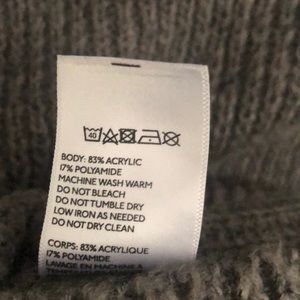 40
BODY: 83% ACRYLIC
17% POLYAMIDE
MACHINE WASH WARM
DO NOT BLEACH
DO NOT TUMBLE DRY
LOW IRON AS NEEDED
DO NOT DRY CLEAN
CORPS: 83% ACRYLIQUE
17% POLYAMIDE
LAVAGE EN MACHINE À